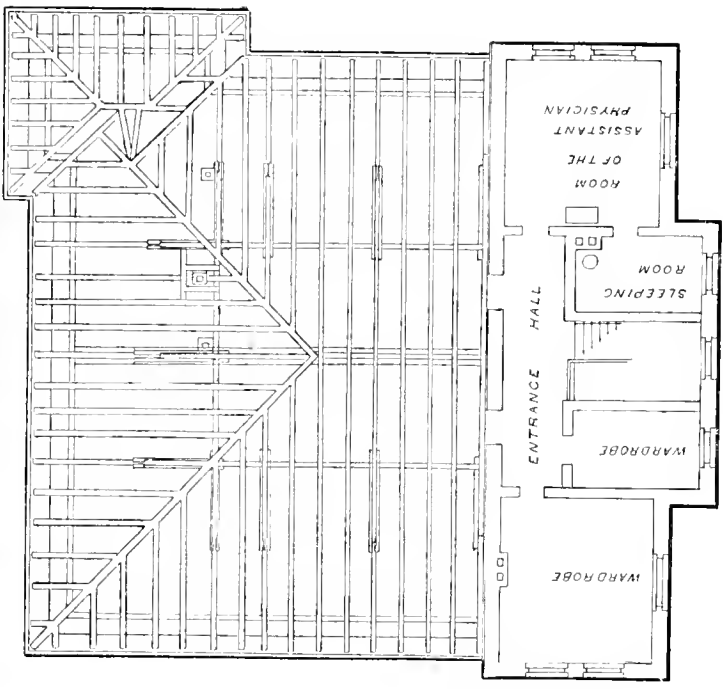 ROOM
OF THE
ASSISTANT
PHYSICIAN
SLEEPING
ROOM
ENTRANCE HALL
WARDROBE
WARDROBE